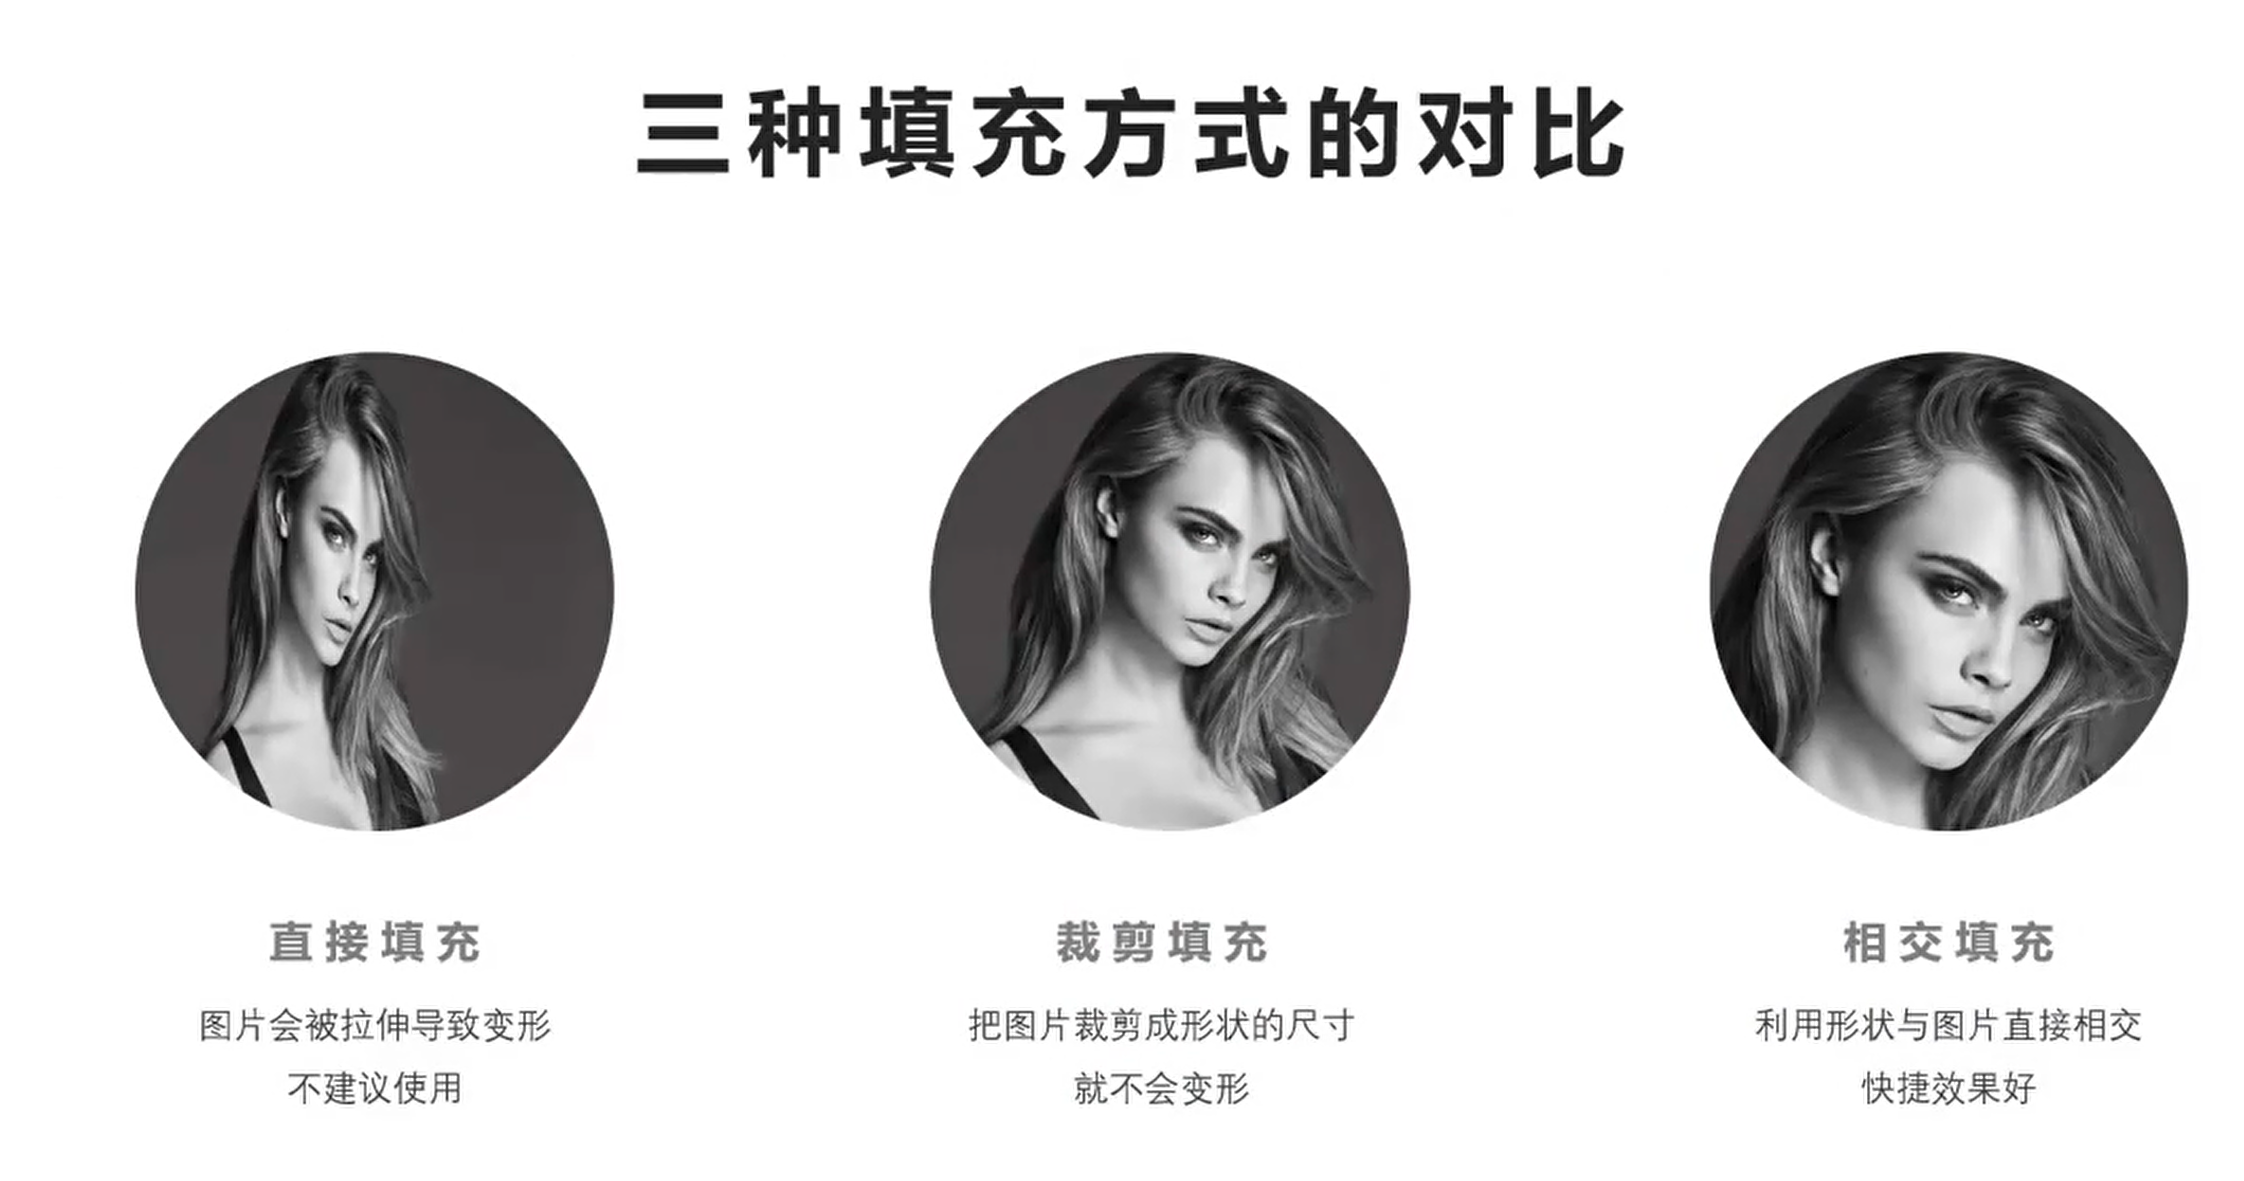 三种填充方式的对比
直接填充
图片会被拉伸导致变形
不建议使用
裁剪填充
把图片裁剪成形状的尺寸
就不会变形
相交填充
利用形状与图片直接相交
快捷效果好